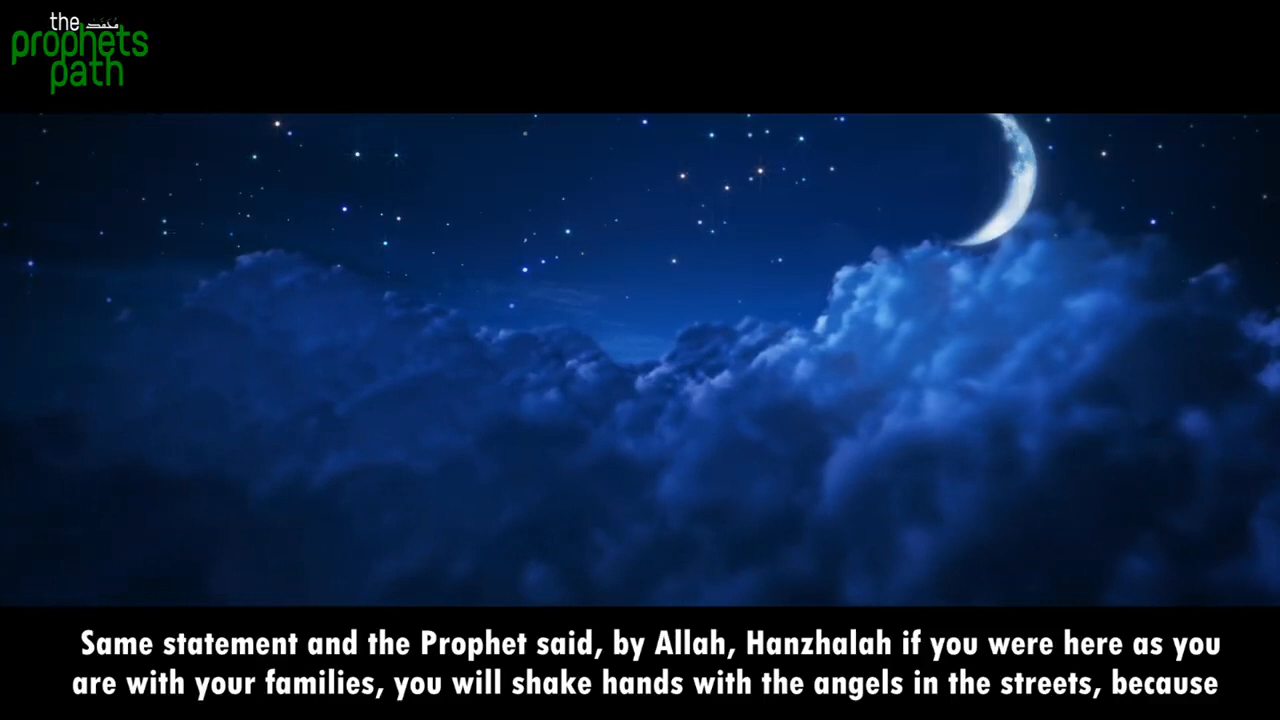 the محمد
prophets
path
Same statement and the Prophet said, by Allah, Hanzhalah if you were here as you
are with your families, you will shake hands with the angels in the streets, because